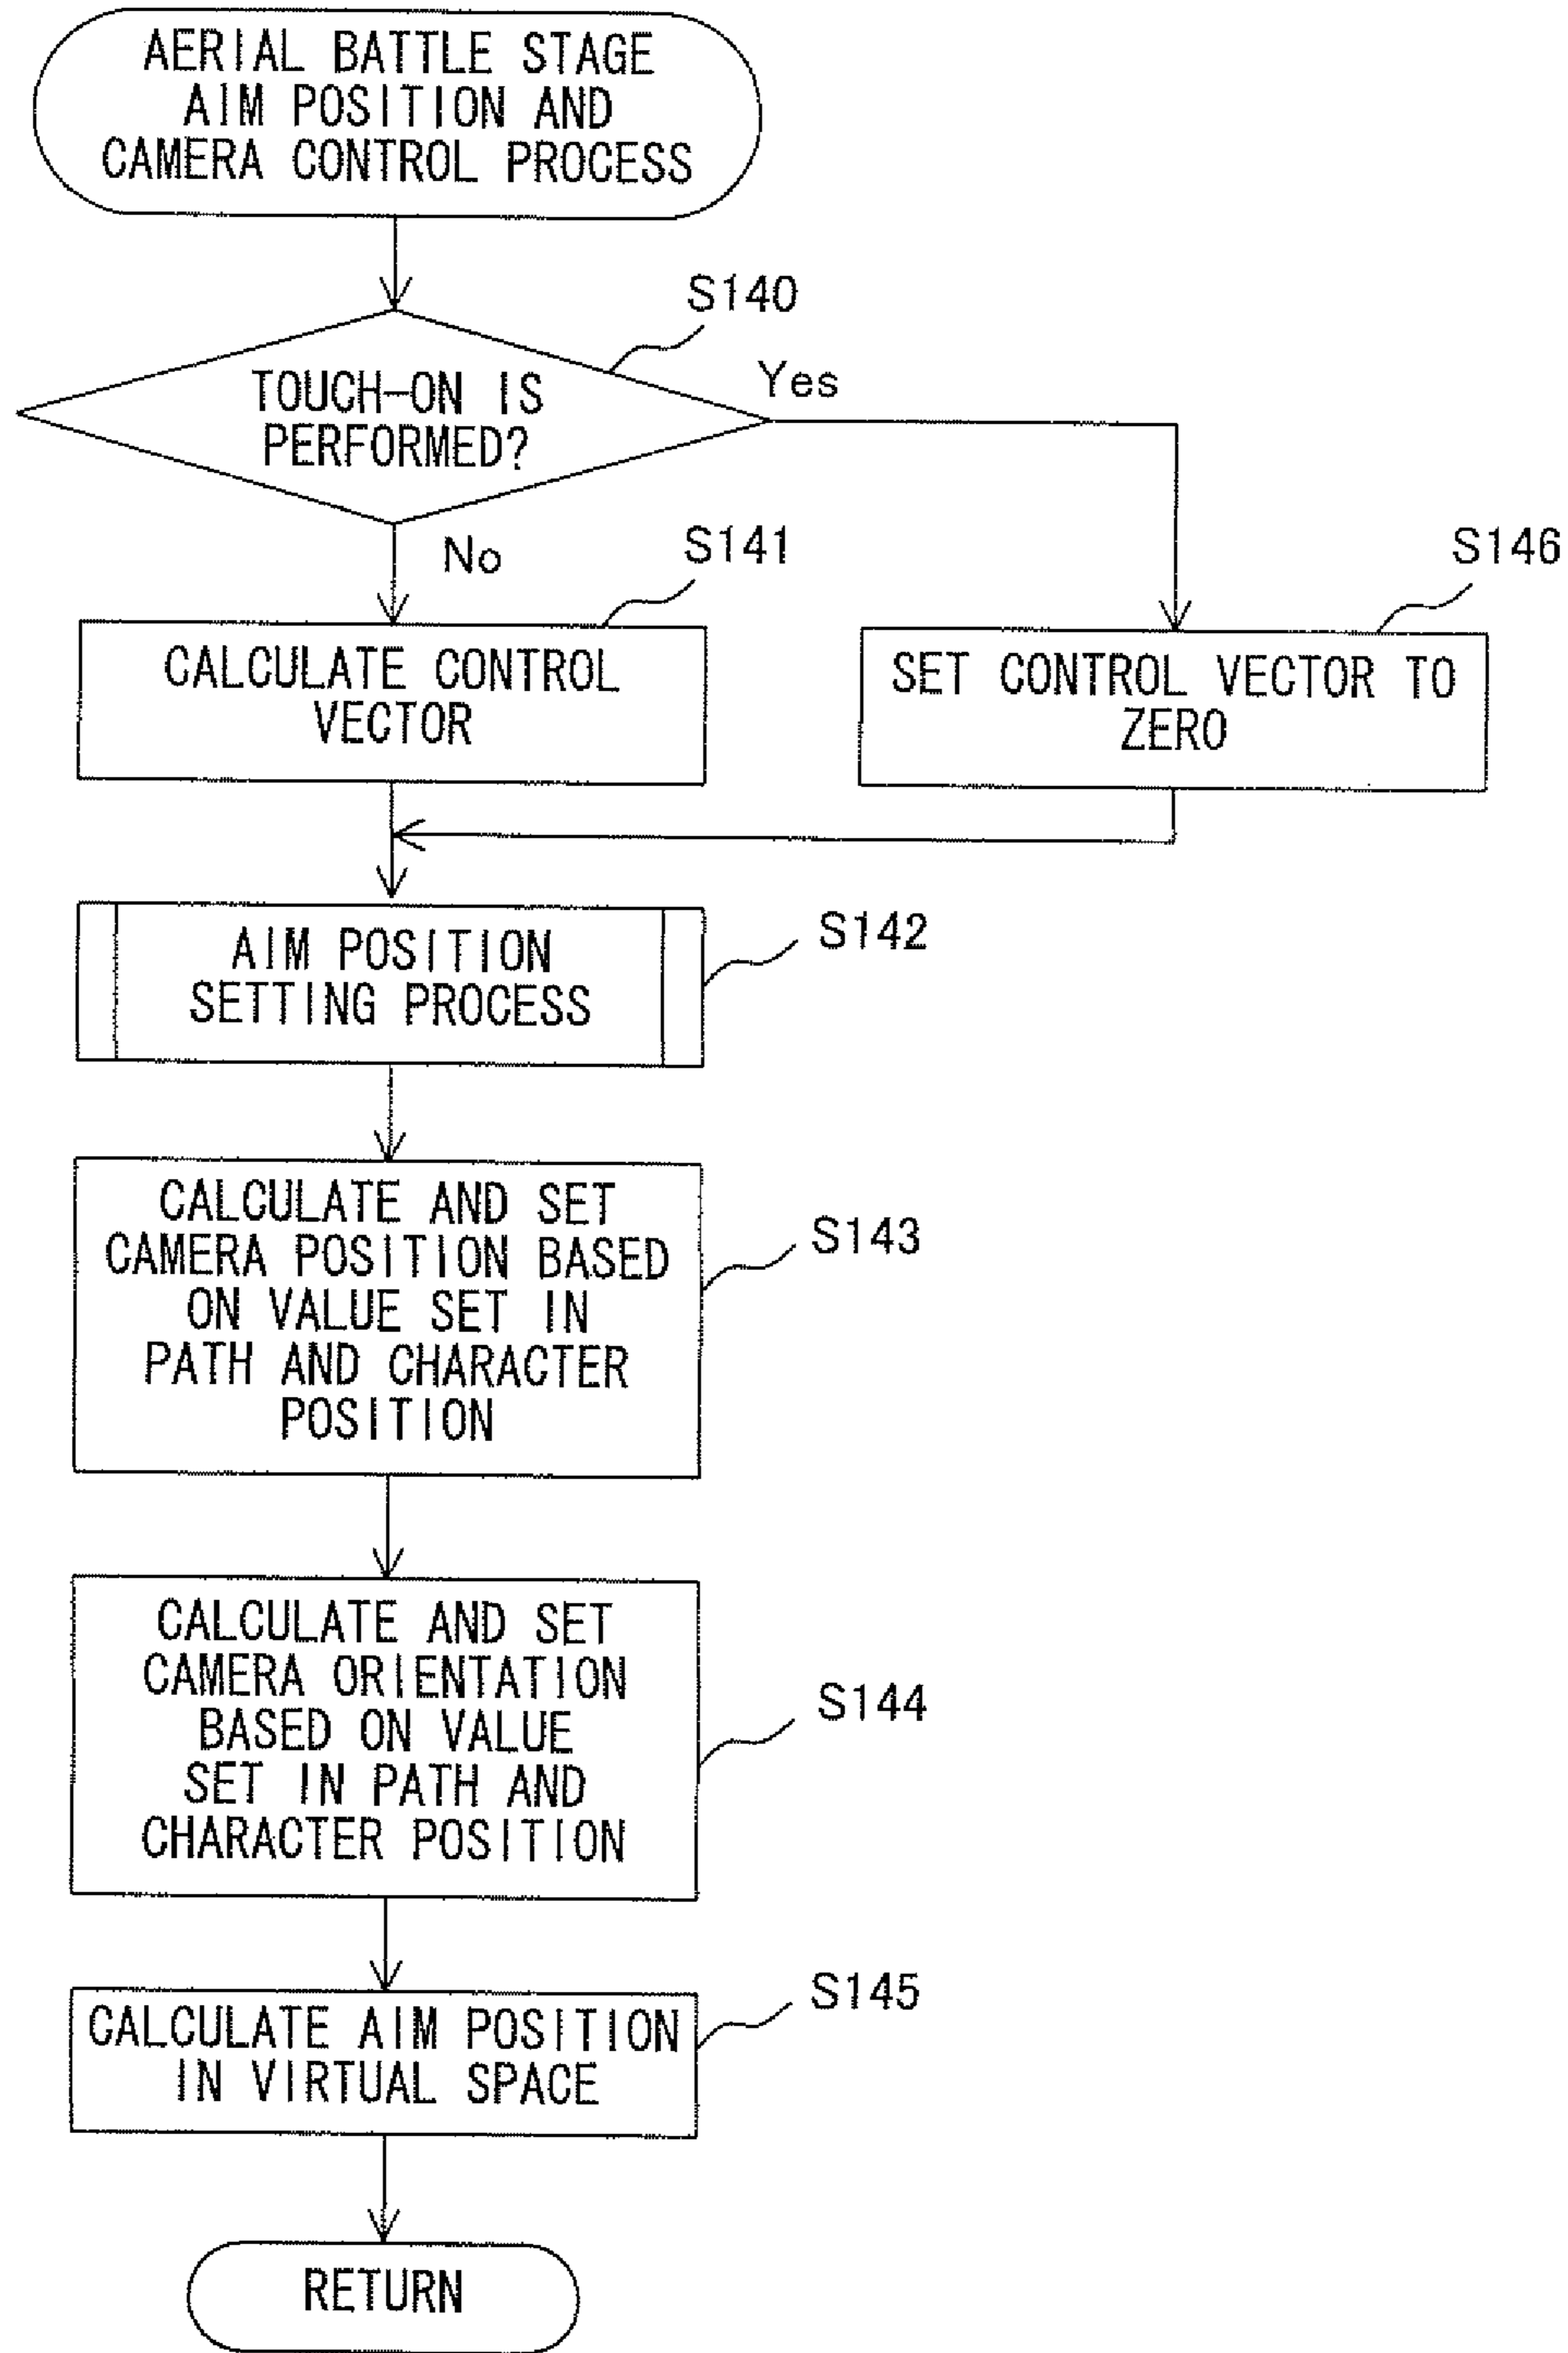 AERIAL BATTLE STAGE
AIM POSITION AND
CAMERA CONTROL PROCESS
S140
TOUCH-ON IS
PERFORMED?
Yes
No
S141
CALCULATE CONTROL
VECTOR
S146
SET CONTROL VECTOR TO
ZERO
AIM POSITION
SETTING PROCESS
S142
CALCULATE AND SET
CAMERA POSITION BASED
ON VALUE SET IN
PATH AND CHARACTER
POSITION
S143
CALCULATE AND SET
CAMERA ORIENTATION
BASED ON VALUE
SET IN PATH AND
CHARACTER POSITION
S144
CALCULATE AIM POSITION
IN VIRTUAL SPACE
S145
RETURN